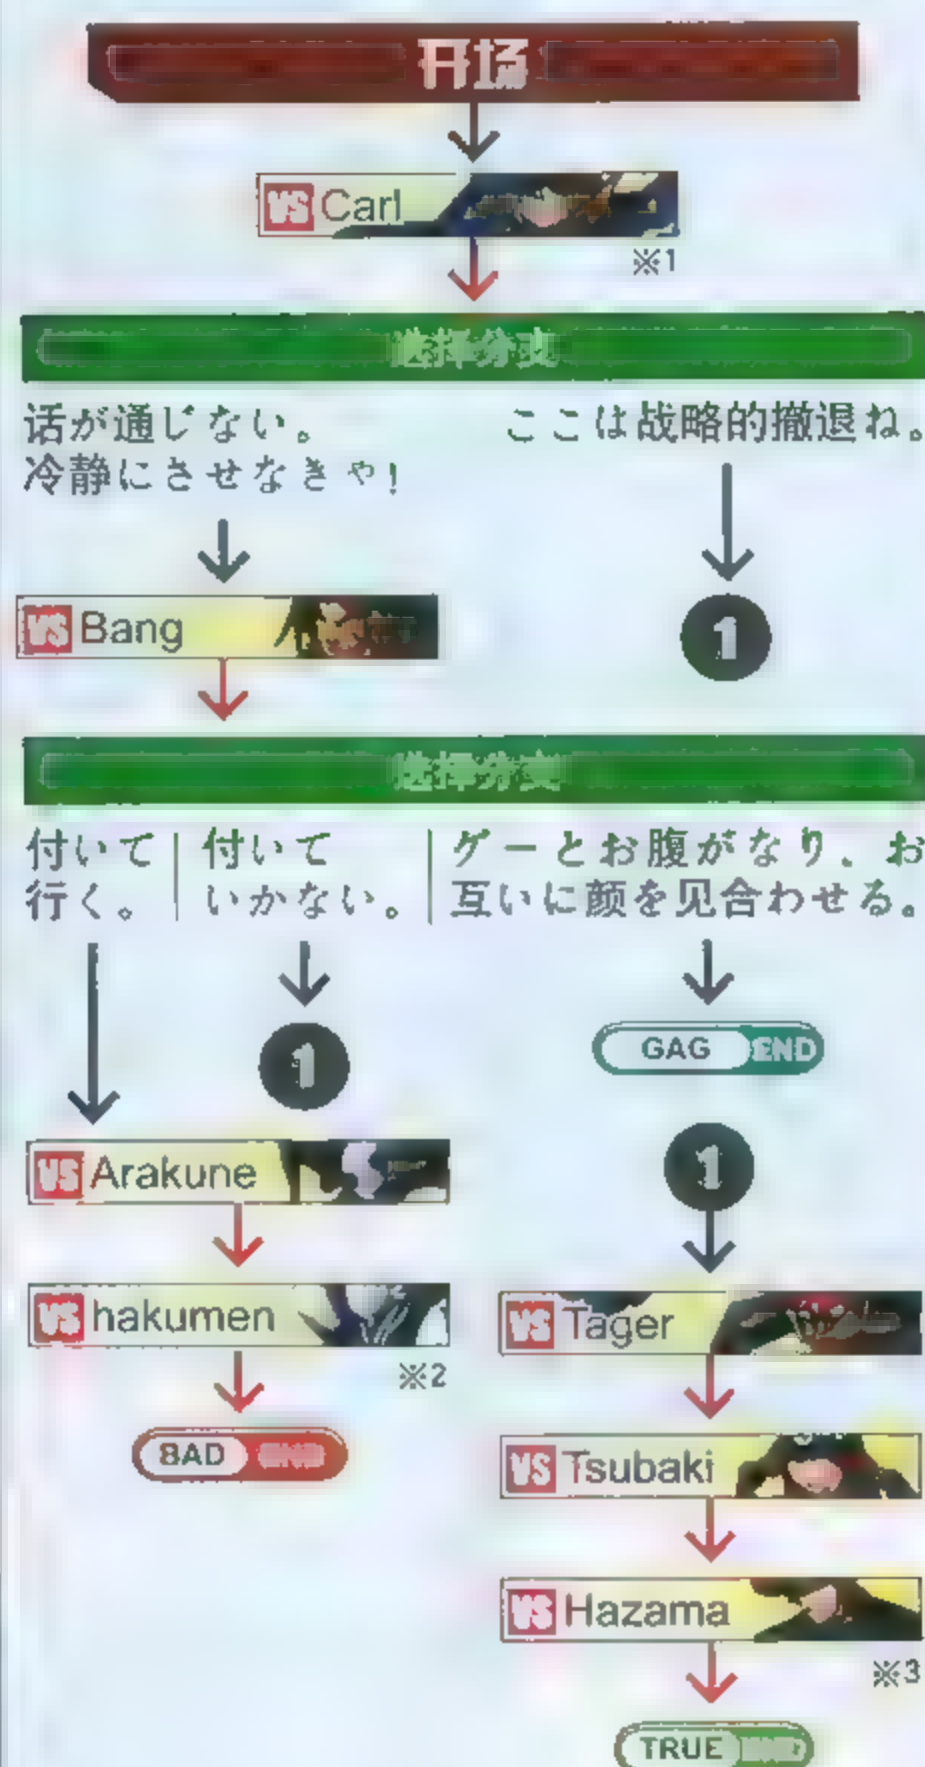 开场
VS Carl
※1
选择分支
话が通じない。
冷静にさせなきゃ!
ここは战略的撤退ね。
VS Bang
1
选择分支
付いて
行く。
付いて
いかない。
グーとお腹がなり、お
互いに颜を见合わせる。
1
GAG END
VS Arakune
1
VS hakumen
※2
BAD END
VS Tager
VS Tsubaki
VS Hazama
※3
TRUE END